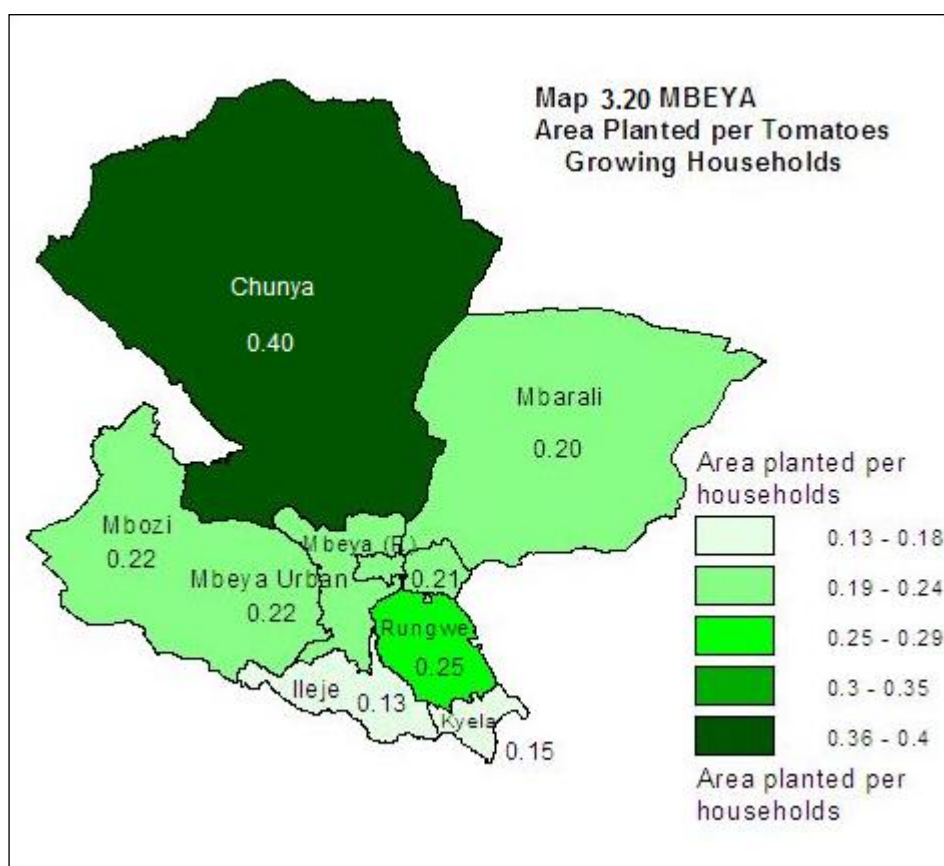 Map 3.20 MBEYA
Area Planted per Tomatoes
Growing Households
Chunya
0.40
Mbarali
0.20
Mbozi
0.22
Mbeya (R)
Mbeya Urban
0.21
0.22
Rungwe
0.25
Ileje
0.13
Kyela
0.15
Area planted per
households
0.13 - 0.18
0.19 - 0.24
0.25 - 0.29
0.3 - 0.35
0.36 - 0.4
Area planted per
households